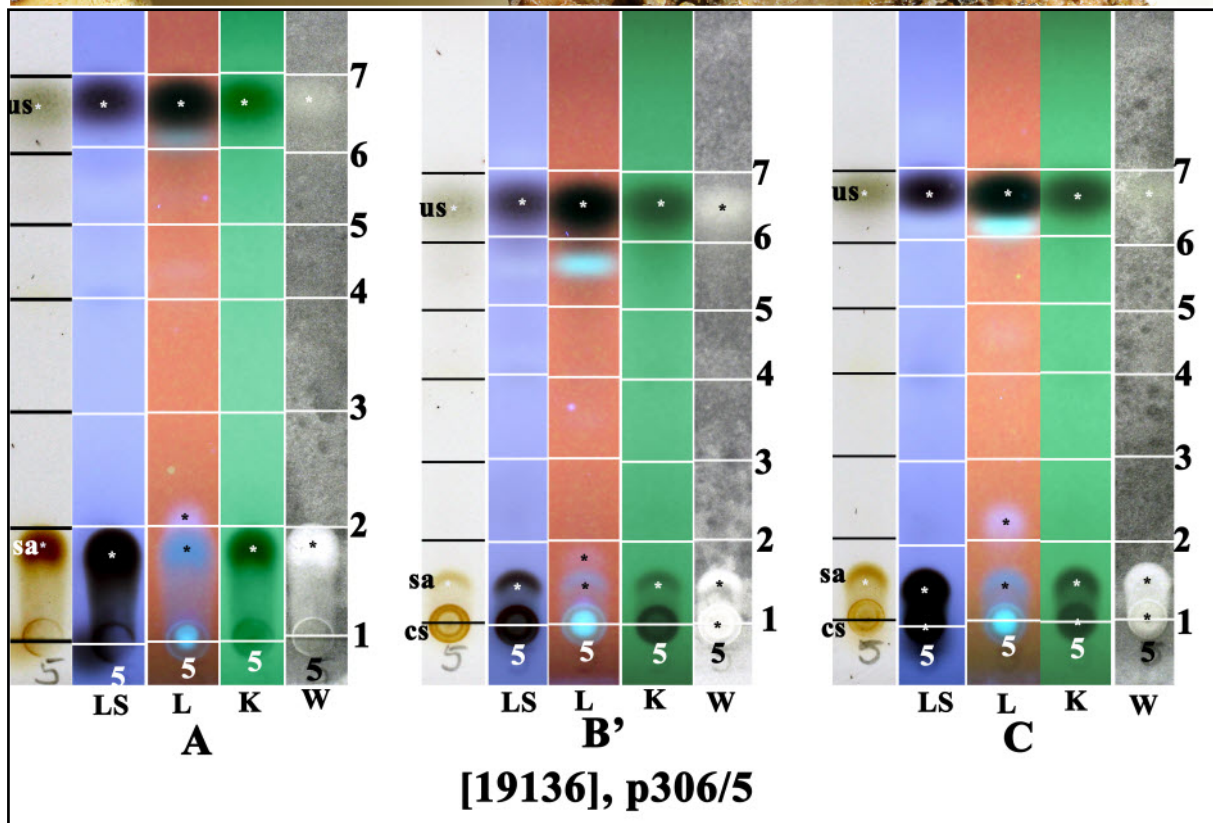 7 7 7
us * * * * *
us * * * * *
us * * * * *
6 6 6
5 5 5
4 4 4
3 3 3
2 2 2
sa * * * * *
sa * * * * *
sa * * * * *
cs *
cs * * *
1 1 1
5 5 5 5 5
5 5 5 5 5
5 5 5 5 5
LS L K W
LS L K W
LS L K W
A B’ C
[19136], p306/5